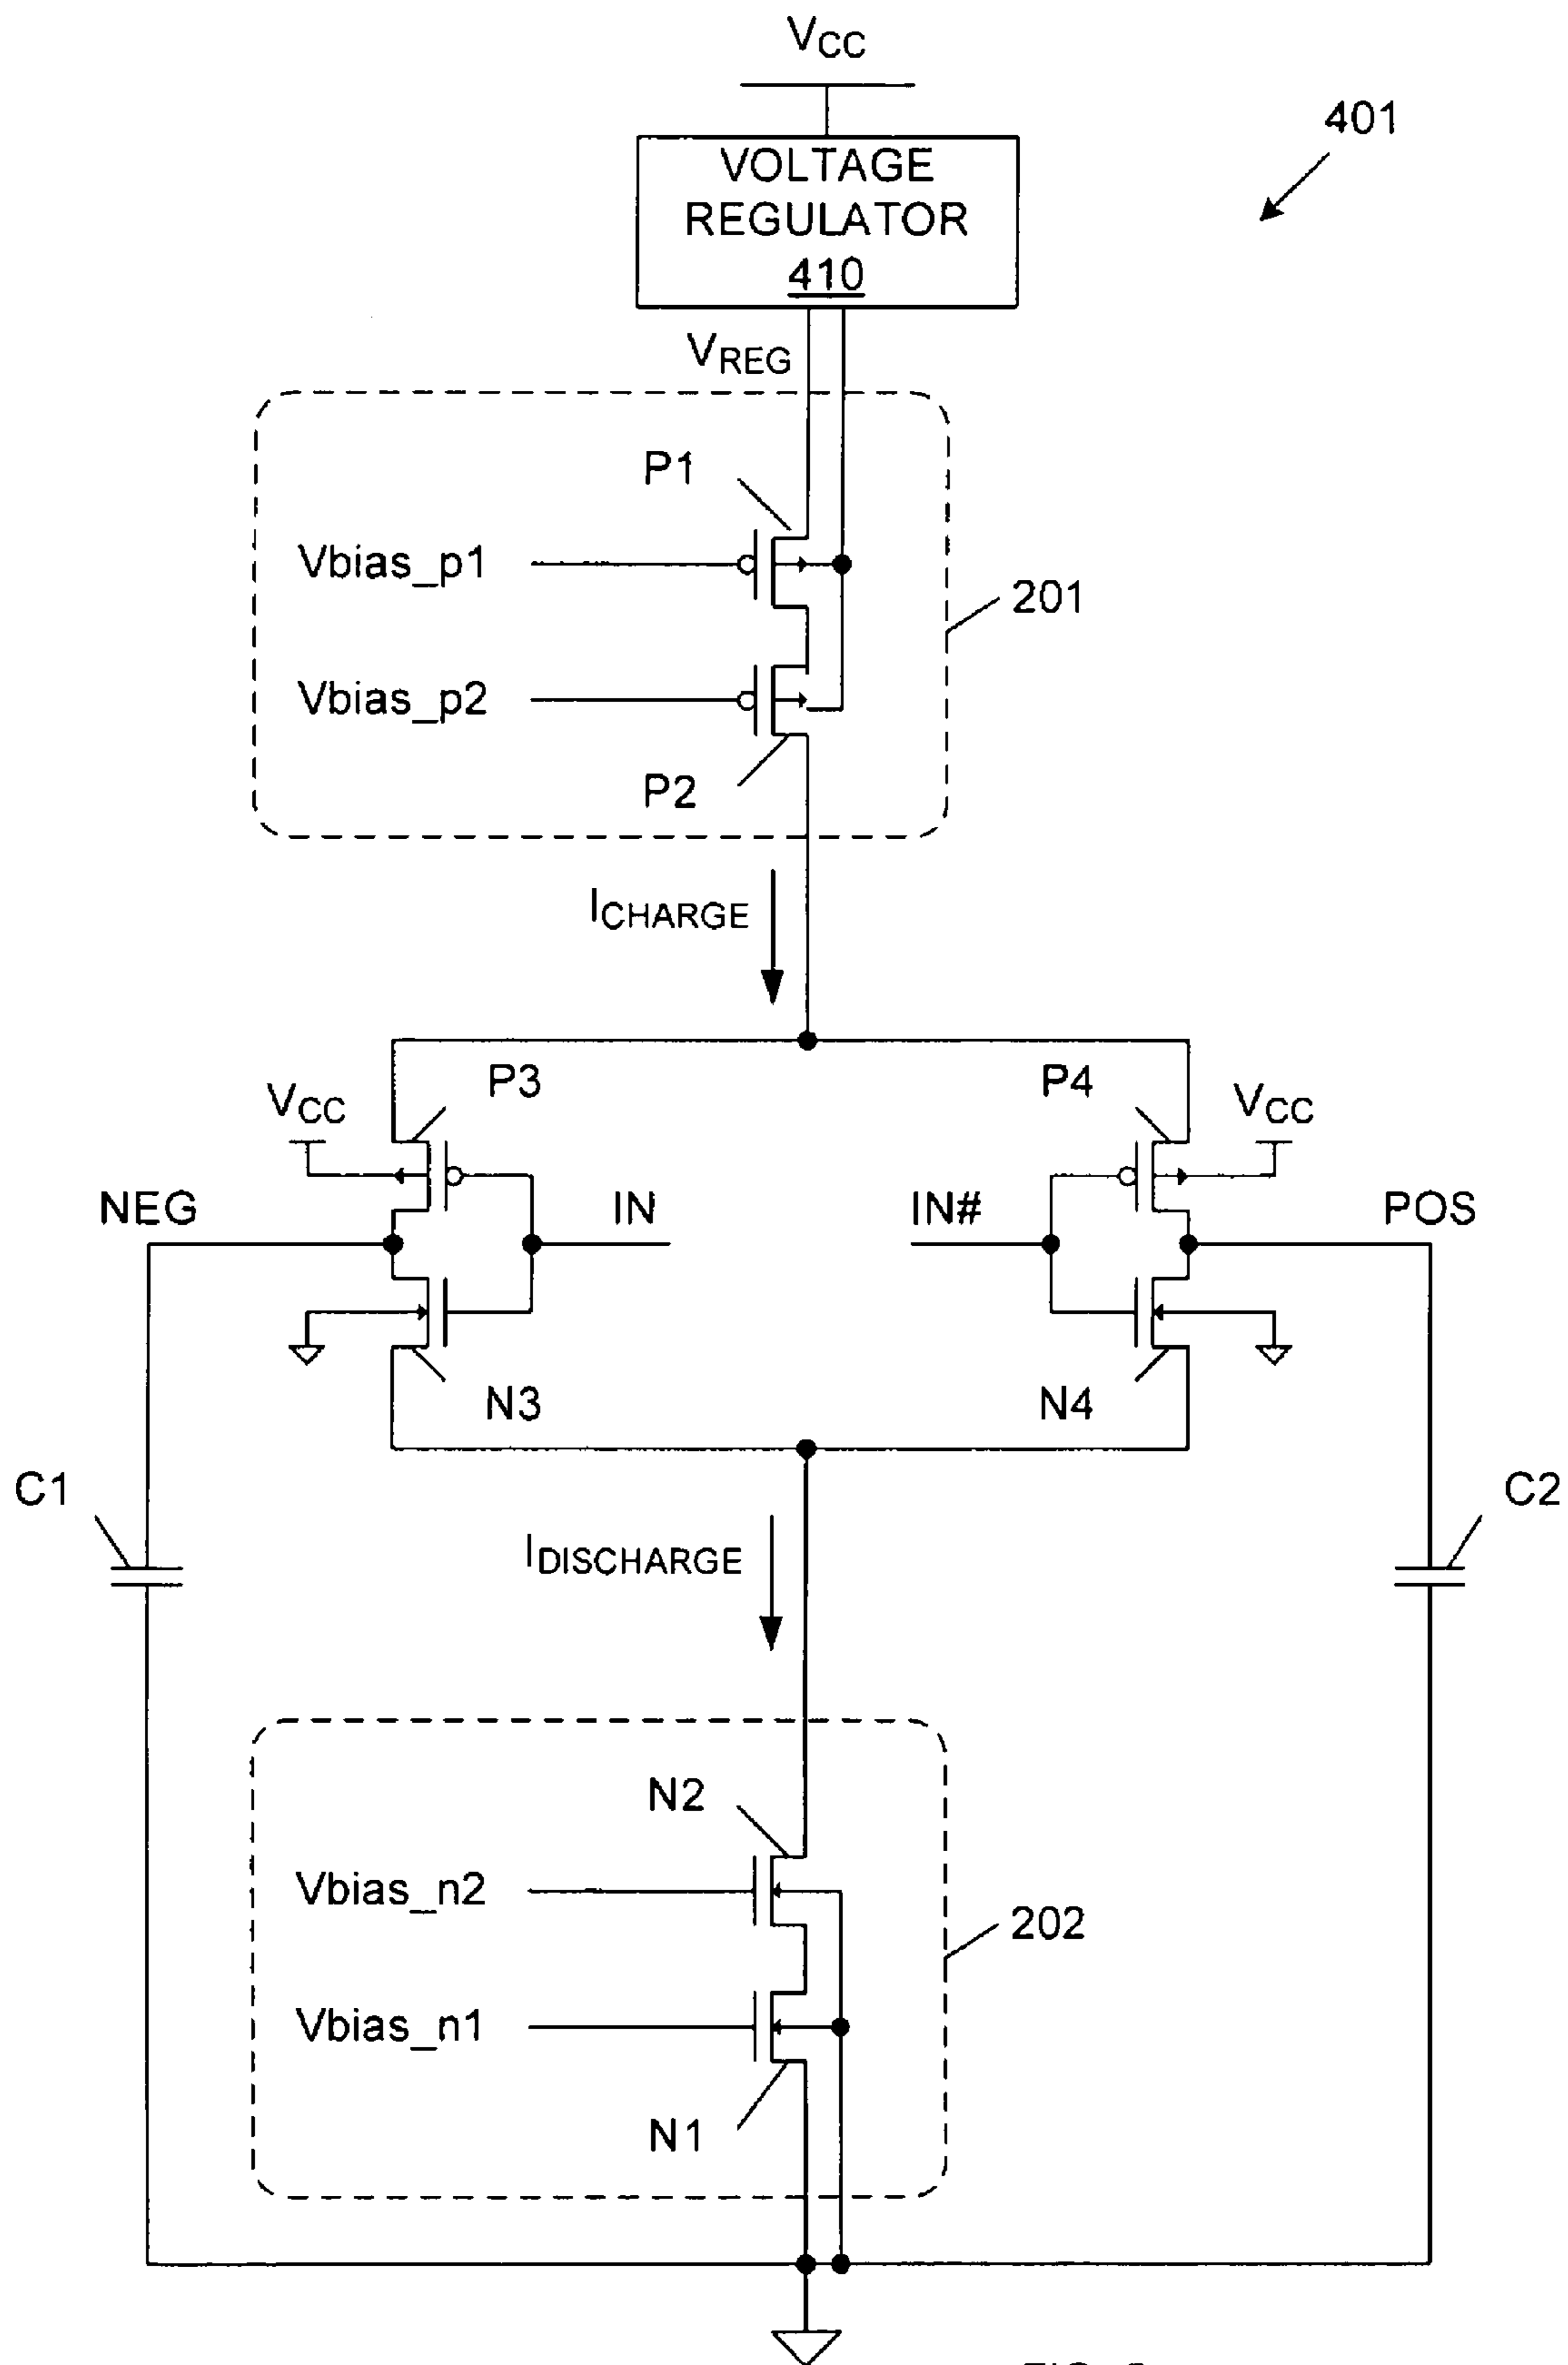 VCC
401
VOLTAGE
REGULATOR
410
VREG
P1
Vbias_p1
201
Vbias_p2
P2
ICHARGE
P3
P4
VCC
VCC
NEG
IN
IN#
POS
N3
N4
C1
C2
IDISCHARGE
N2
Vbias_n2
202
Vbias_n1
N1